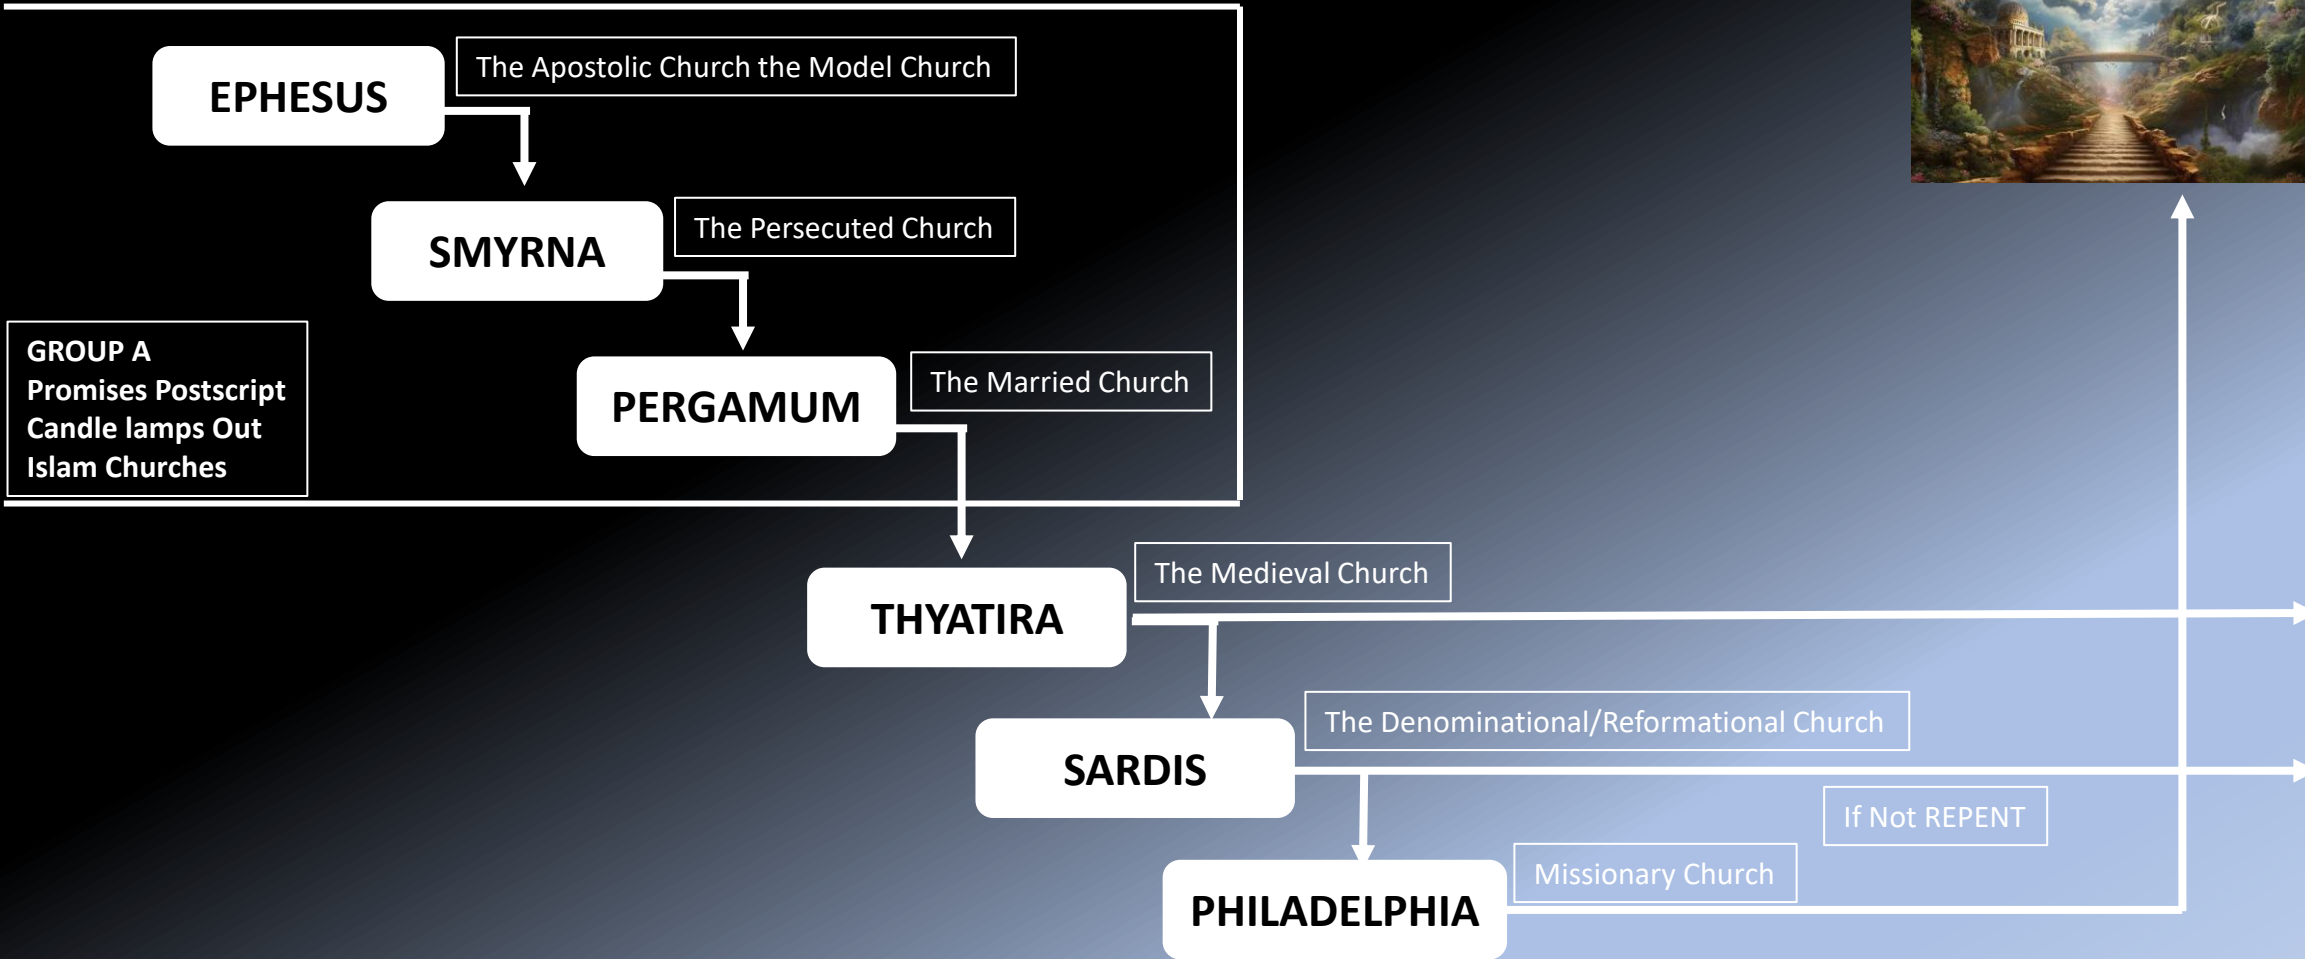 EPHESUS
The Apostolic Church the Model Church
SMYRNA
The Persecuted Church
GROUP A
Promises Postscript
Candle lamps Out
Islam Churches
PERGAMUM
The Married Church
THYATIRA
The Medieval Church
SARDIS
The Denominational/Reformational Church
If Not REPENT
PHILADELPHIA
Missionary Church